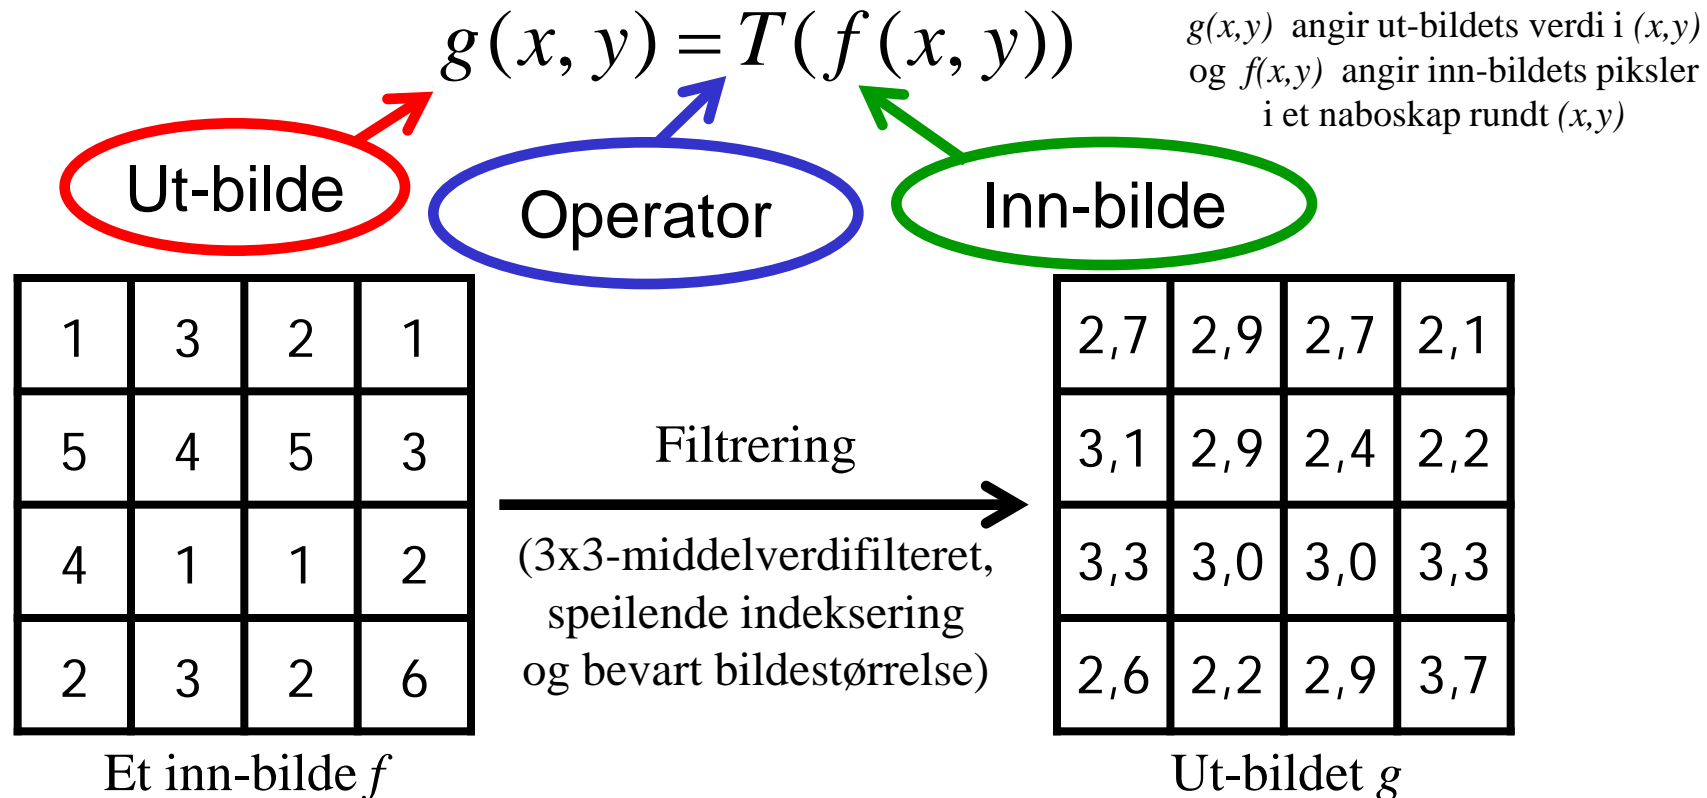 g(x, y) = T(f(x, y))
g(x,y) angir ut-bildets verdi i (x,y)
og f(x,y) angir inn-bildets piksler
i et naboskap rundt (x,y)
Ut-bilde
Operator
Inn-bilde
1 3 2 1
5 4 5 3
4 1 1 2
2 3 2 6
Et inn-bilde f
Filtrering
(3x3-middelverdifilteret,
speilende indeksering
og bevart bildestørrelse)
2,7 2,9 2,7 2,1
3,1 2,9 2,4 2,2
3,3 3,0 3,0 3,3
2,6 2,2 2,9 3,7
Ut-bildet g